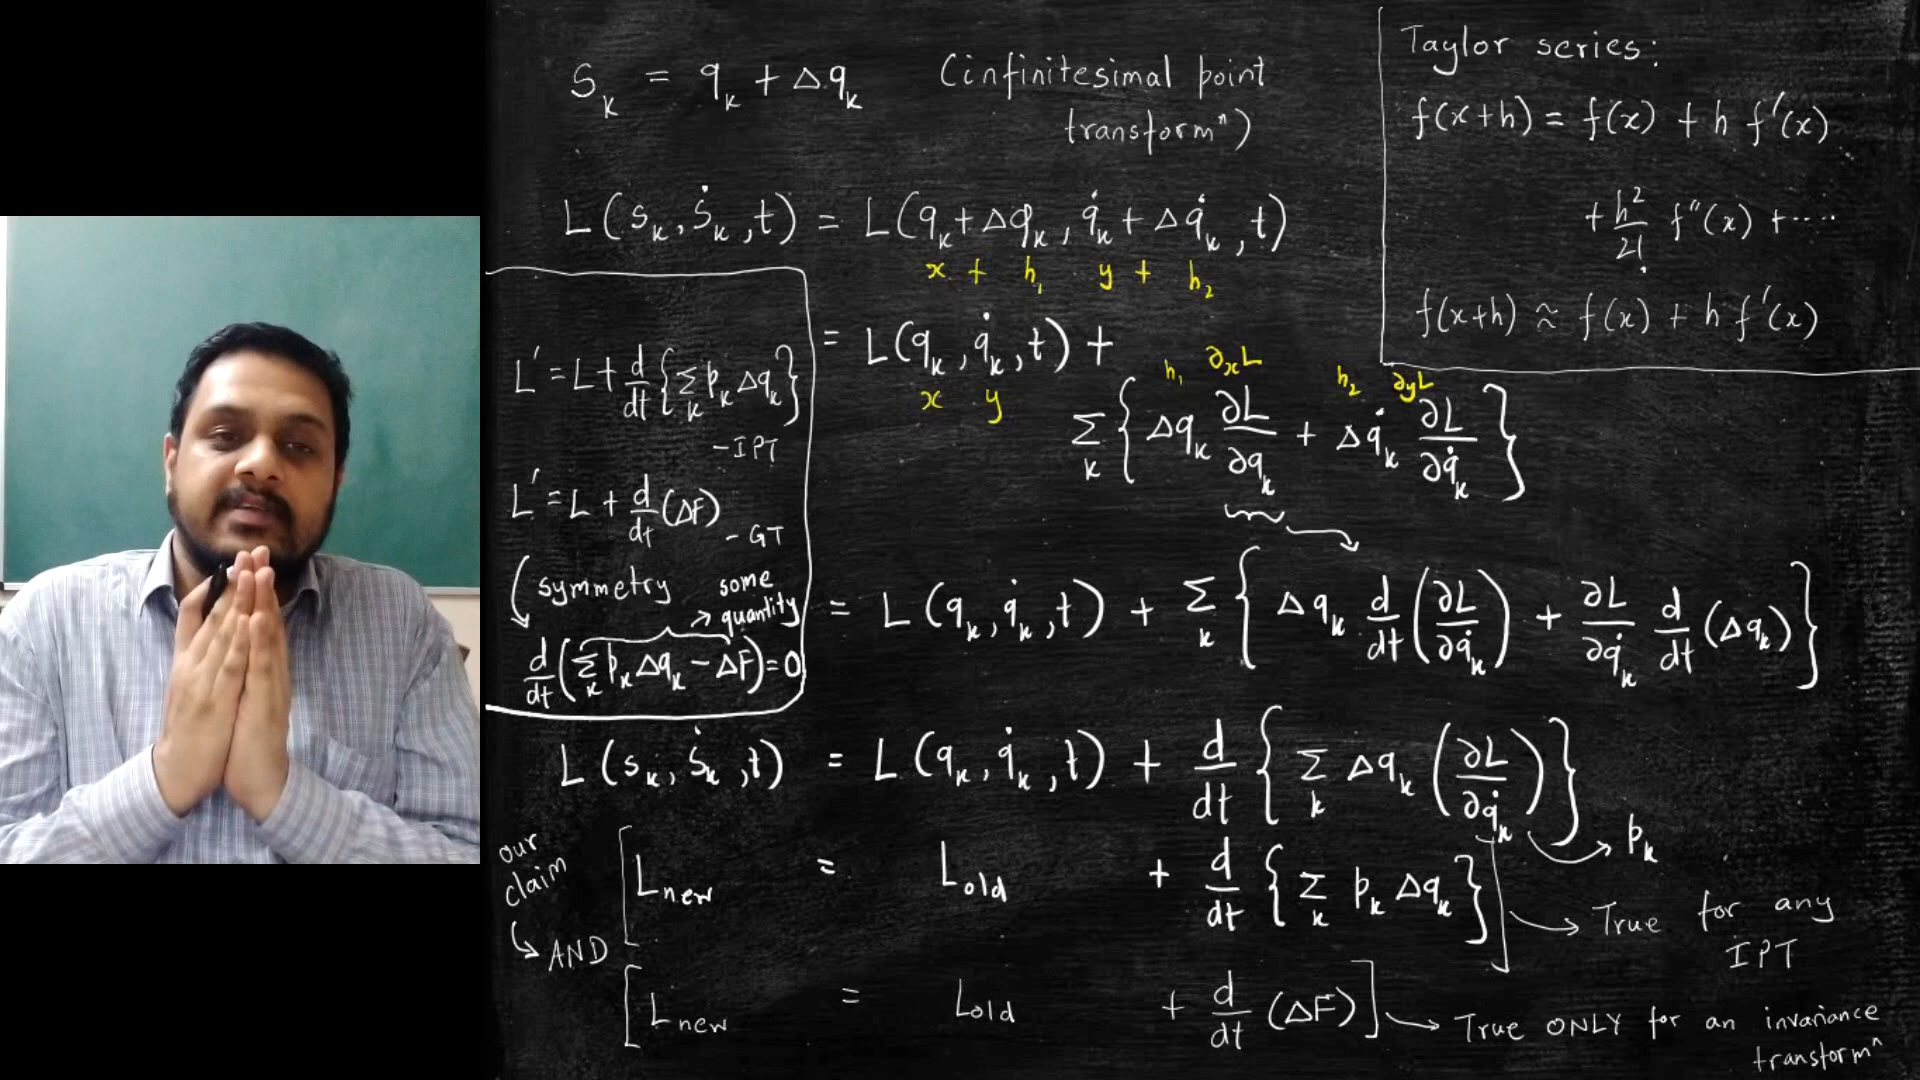 S_k = q_k + Δq_k (infinitesimal point
transformⁿ)
L(s_k, ṡ_k, t) = L(q_k + Δq_k, q̇_k + Δq̇_k, t)
x + h₁ y + h₂
= L(q_k, q̇_k, t) +
x y
h₁ ∂ₓL h₂ ∂_yL
Σ_k { Δq_k ∂L/∂q_k + Δq̇_k ∂L/∂q̇_k }
= L(q_k, q̇_k, t) + Σ_k { Δq_k d/dt (∂L/∂q̇_k) + ∂L/∂q̇_k d/dt (Δq_k) }
L(s_k, ṡ_k, t) = L(q_k, q̇_k, t) + d/dt { Σ_k Δq_k (∂L/∂q̇_k) } → p_k
our
claim
↳ AND
[ L_new = L_old + d/dt { Σ_k p_k Δq_k } ] → True for any
IPT
[ L_new = L_old + d/dt (ΔF) ] → True ONLY for an invariance
transformⁿ
L' = L + d/dt { Σ_k p_k Δq_k }
- IPT
L' = L + d/dt (ΔF)
- GT
symmetry
some
→ quantity
d/dt ( Σ_k p_k Δq_k - ΔF ) = 0
Taylor series:
f(x+h) = f(x) + h f'(x)
+ h²/2! f''(x) + ....
f(x+h) ≈ f(x) + h f'(x)